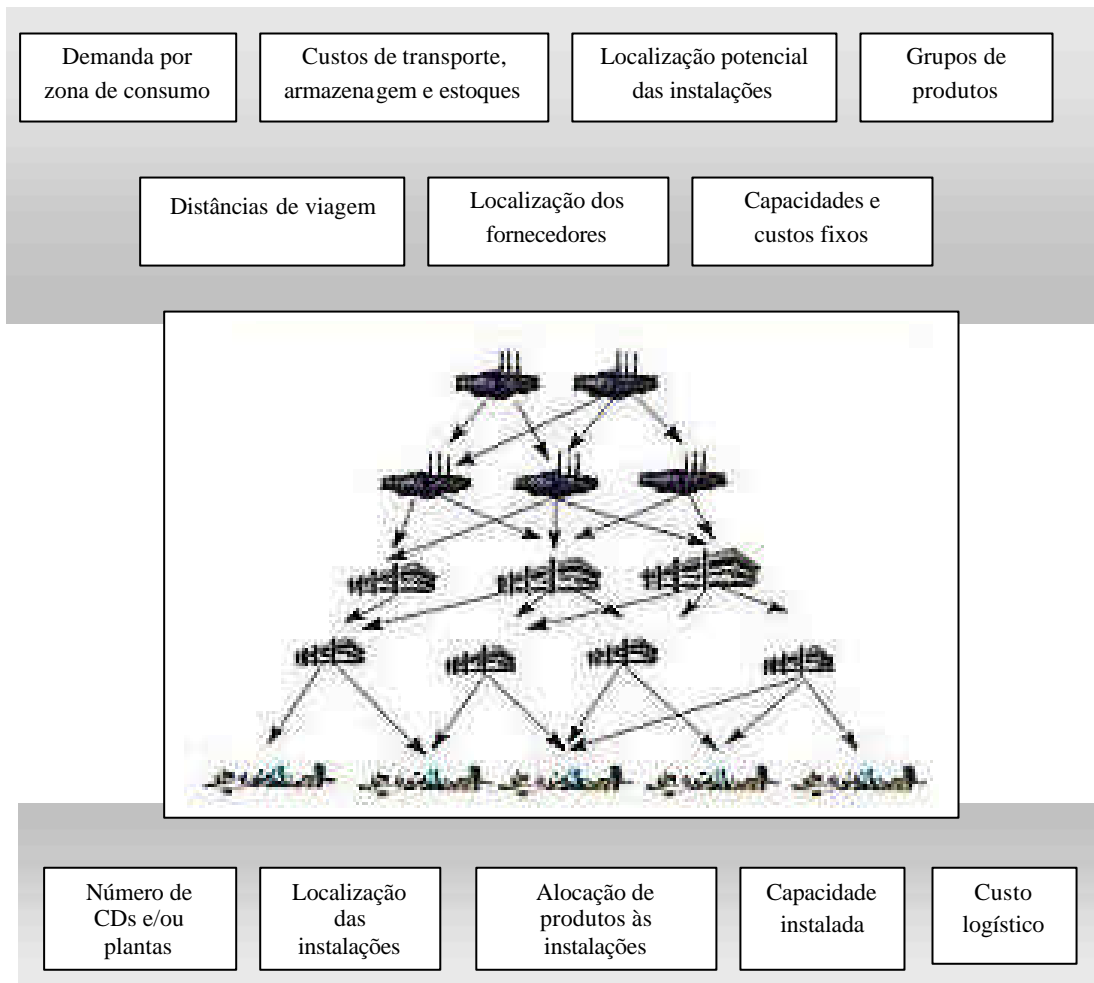 Demanda por
zona de consumo
Custos de transporte,
armazenagem e estoques
Localização potencial
das instalações
Grupos de
produtos
Distâncias de viagem
Localização dos
fornecedores
Capacidades e
custos fixos
Número de
CDs e/ou
plantas
Localização
das
instalações
Alocação de
produtos às
instalações
Capacidade
instalada
Custo
logístico